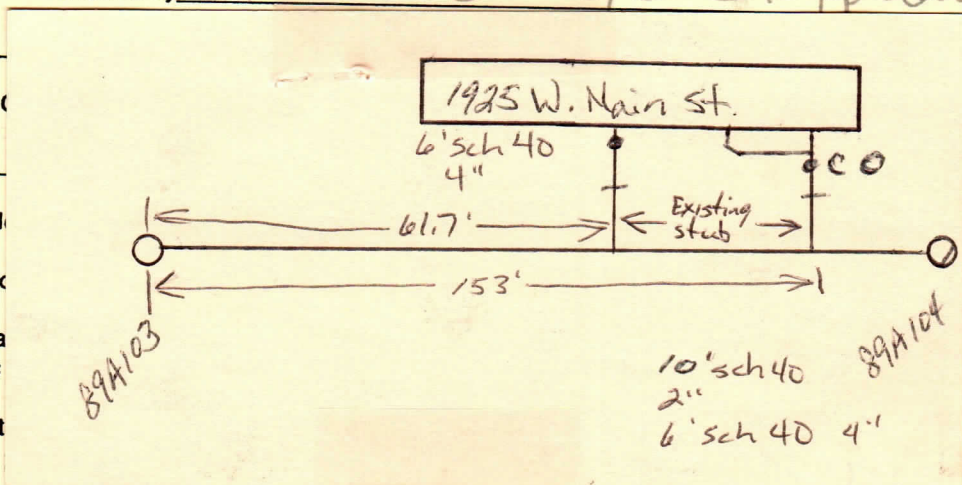 1925 W. Main St.
6' sch 40
4"
C O
Existing
stub
61.7'
153'
89A103
89A104
10' sch 40
2"
6' sch 40 4"